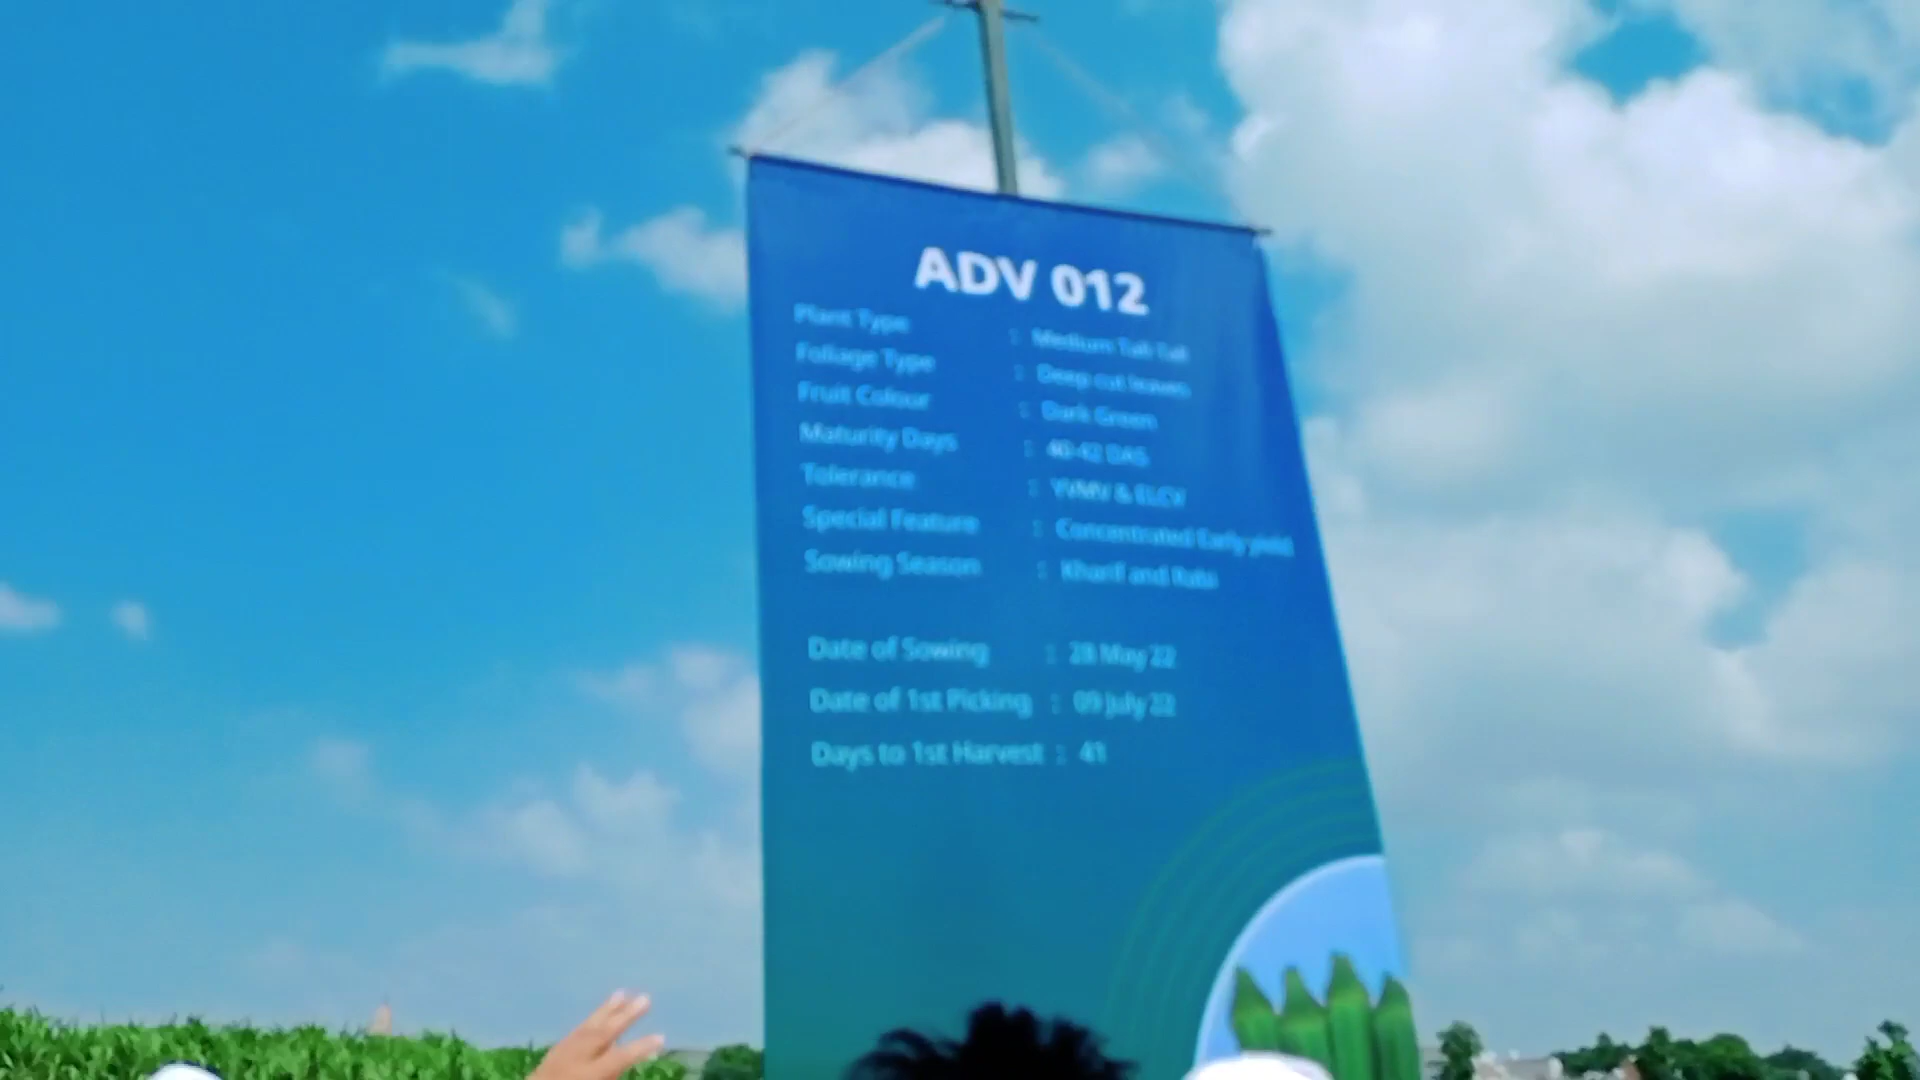 ADV 012
Plant Type : Medium Tall Tall
Foliage Type : Deep cut leaves
Fruit Colour : Dark Green
Maturity Days : 40-42 DAS
Tolerance : YVMV & ELCV
Special Feature : Concentrated Early yield
Sowing Season : Kharif and Rabi
Date of Sowing : 28 May 22
Date of 1st Picking : 09 July 22
Days to 1st Harvest : 41